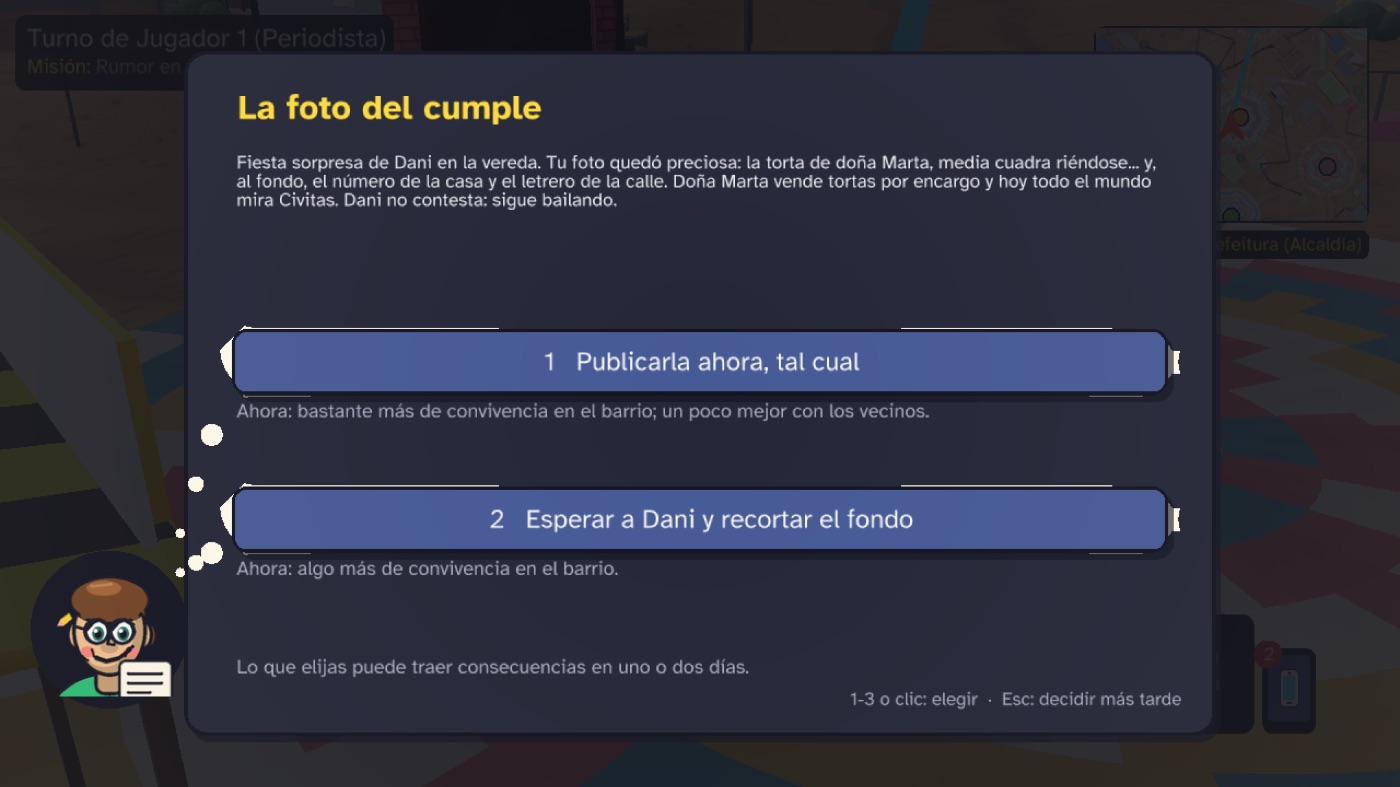 Turno de Jugador 1 (Periodista)
Misión: Rumor en
La foto del cumple
Fiesta sorpresa de Dani en la vereda. Tu foto quedó preciosa: la torta de doña Marta, media cuadra riéndose... y,
al fondo, el número de la casa y el letrero de la calle. Doña Marta vende tortas por encargo y hoy todo el mundo
mira Civitas. Dani no contesta: sigue bailando.
efeitura (Alcaldía)
1 Publicarla ahora, tal cual
Ahora: bastante más de convivencia en el barrio; un poco mejor con los vecinos.
2 Esperar a Dani y recortar el fondo
Ahora: algo más de convivencia en el barrio.
Lo que elijas puede traer consecuencias en uno o dos días.
2
1-3 o clic: elegir · Esc: decidir más tarde